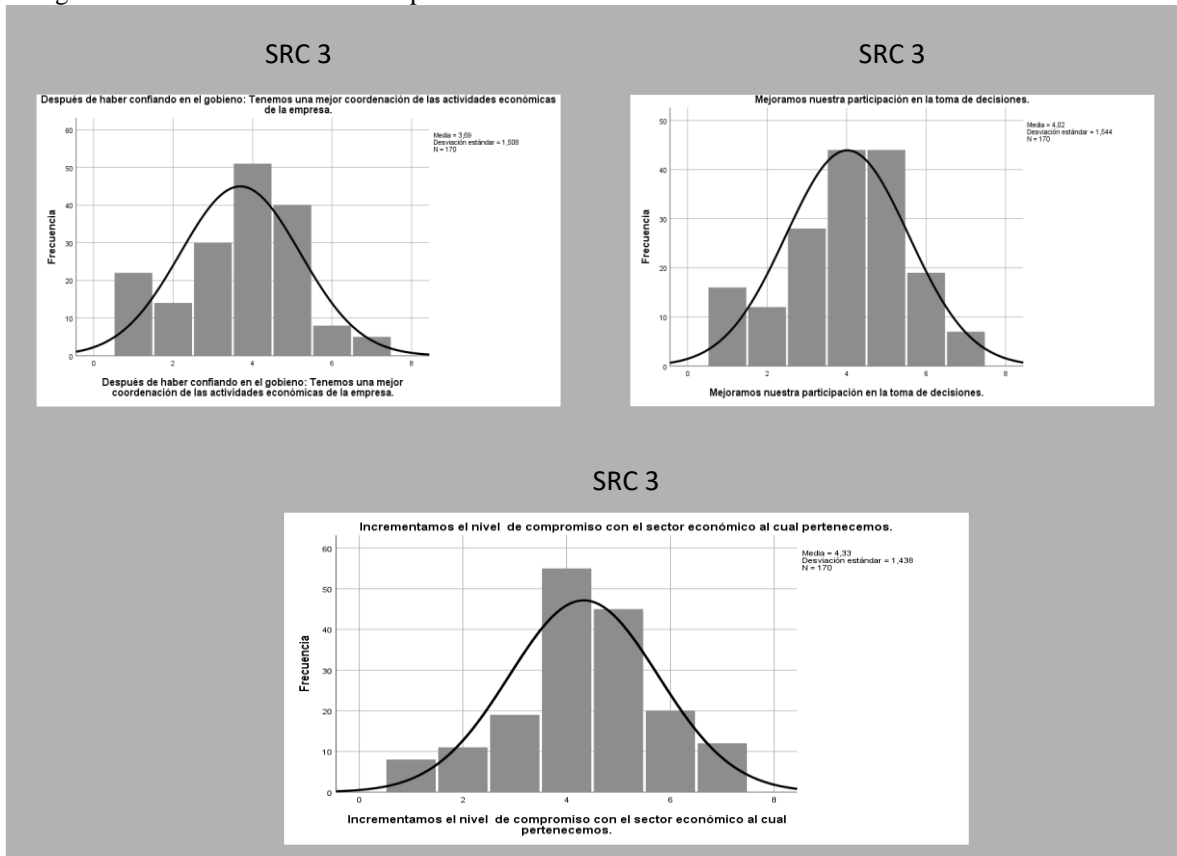 SRC 3
Después de haber confiando en el gobieno: Tenemos una mejor coordenación de las actividades económicas
de la empresa.
Media = 3,69
Desviación estándar = 1,508
N = 170
60
50
40
30
20
10
0
Frecuencia
0 2 4 6 8
Después de haber confiando en el gobieno: Tenemos una mejor
coordenación de las actividades económicas de la empresa.
SRC 3
Mejoramos nuestra participación en la toma de decisiones.
Media = 4,02
Desviación estándar = 1,544
N = 170
50
40
30
20
10
0
Frecuencia
0 2 4 6 8
Mejoramos nuestra participación en la toma de decisiones.
SRC 3
Incrementamos el nivel de compromiso con el sector económico al cual pertenecemos.
Media = 4,33
Desviación estándar = 1,438
N = 170
60
50
40
30
20
10
0
Frecuencia
0 2 4 6 8
Incrementamos el nivel de compromiso con el sector económico al cual
pertenecemos.